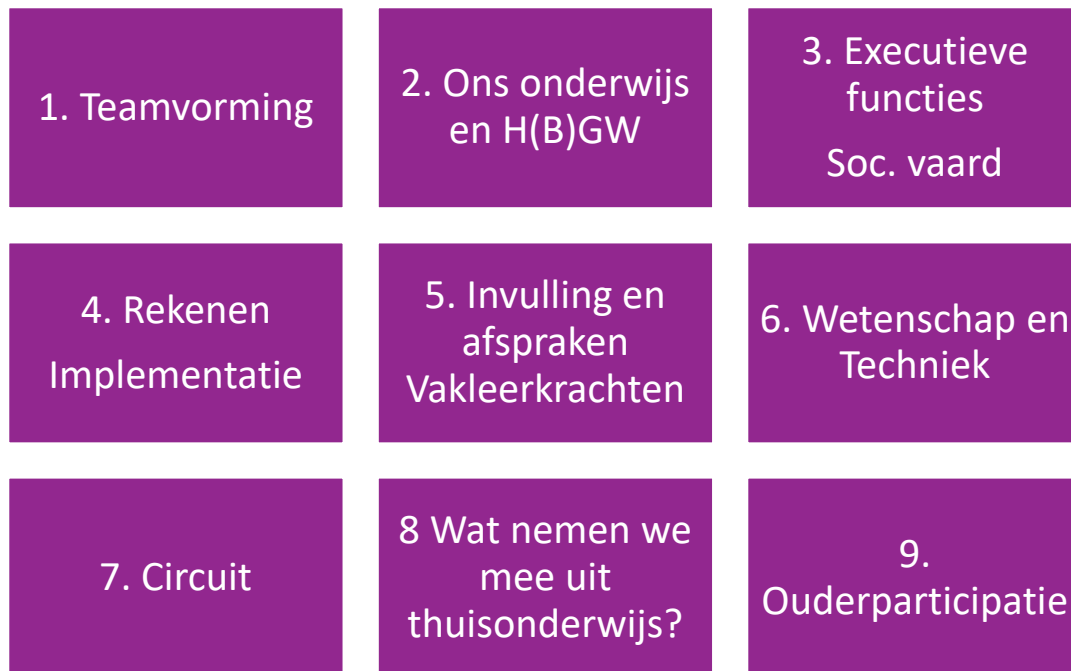 1. Teamvorming
2. Ons onderwijs
en H(B)GW
3. Executieve
functies
Soc. vaard
4. Rekenen
Implementatie
5. Invulling en
afspraken
Vakleerkrachten
6. Wetenschap en
Techniek
7. Circuit
8 Wat nemen we
mee uit
thuisonderwijs?
9.
Ouderparticipatie